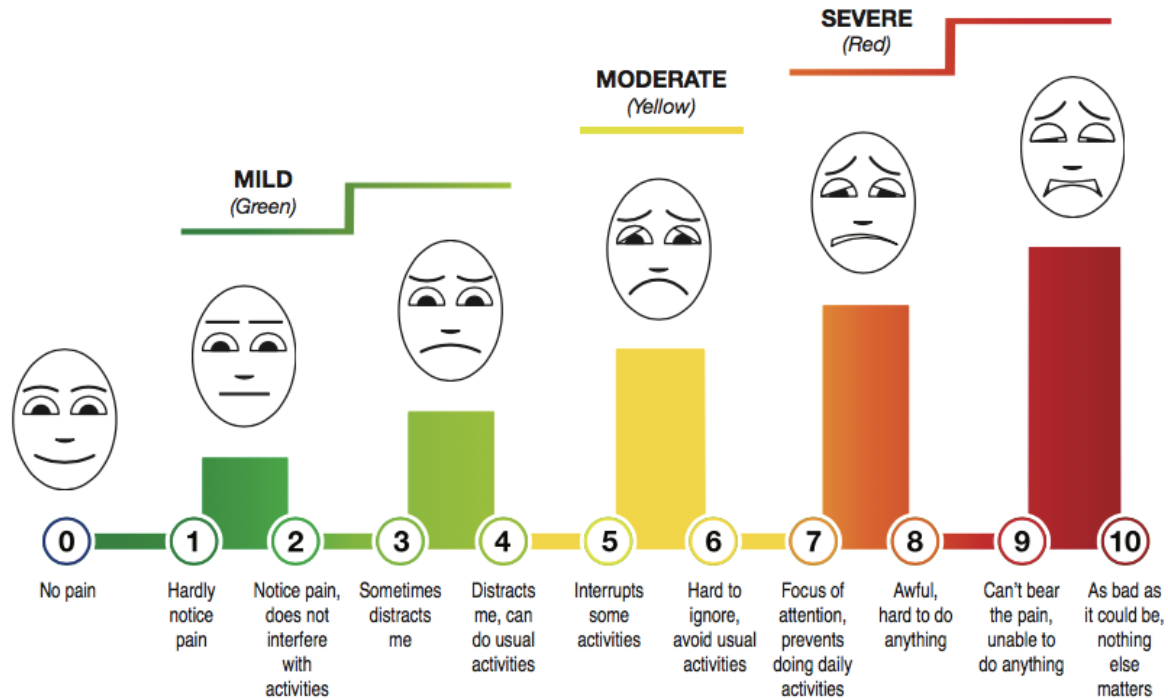 SEVERE
(Red)
MODERATE
(Yellow)
MILD
(Green)
0
1
2
3
4
5
6
7
8
9
10
No pain
Hardly
notice
pain
Notice pain,
does not
interfere
with
activities
Sometimes
distracts
me
Distracts
me, can
do usual
activities
Interrupts
some
activities
Hard to
ignore,
avoid usual
activities
Focus of
attention,
prevents
doing daily
activities
Awful,
hard to do
anything
Can't bear
the pain,
unable to
do anything
As bad as
it could be,
nothing
else
matters